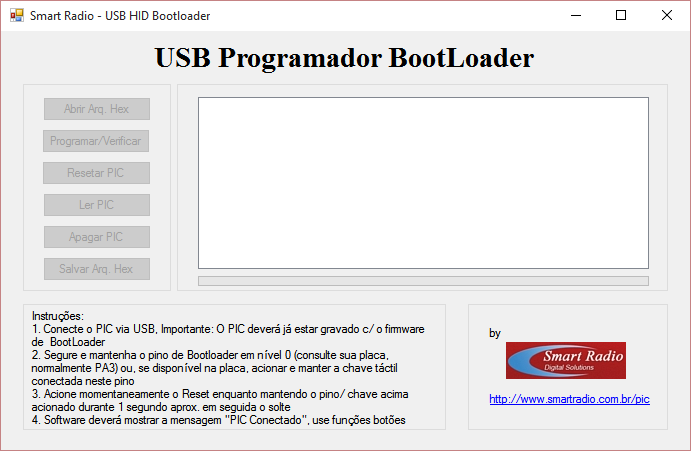 Smart Radio - USB HID Bootloader
USB Programador BootLoader
Abrir Arq. Hex
Programar/Verificar
Resetar PIC
Ler PIC
Apagar PIC
Salvar Arq. Hex
Instruções:
1. Conecte o PIC via USB, Importante: O PIC deverá já estar gravado c/ o firmware
de  BootLoader
2. Segure e mantenha o pino de Bootloader em nível 0 (consulte sua placa,
normalmente PA3) ou, se disponível na placa, acionar e manter a chave táctil
conectada neste pino
3. Acione momentaneamente o Reset enquanto mantendo o pino/ chave acima
acionado durante 1 segundo aprox. em seguida o solte
4. Software deverá mostrar a mensagem "PIC Conectado", use funções botões
by
Smart Radio
Digital Solutions
http://www.smartradio.com.br/pic